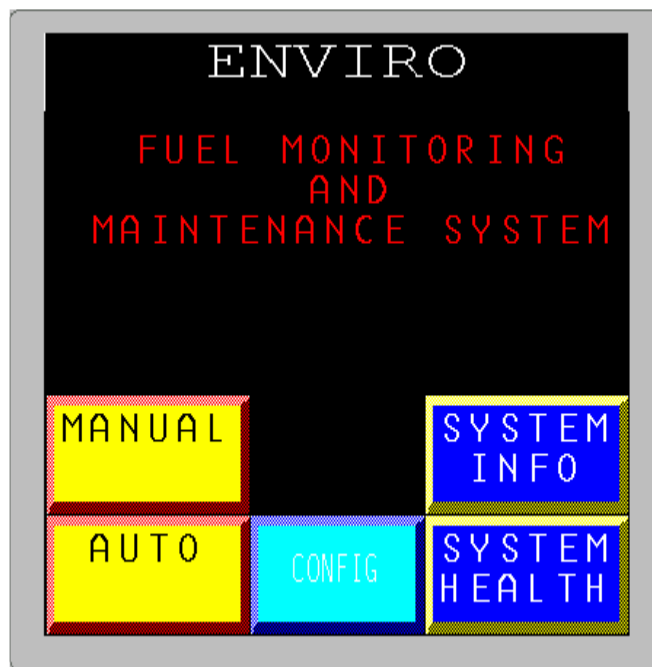 ENVIRO
FUEL MONITORING
AND
MAINTENANCE SYSTEM
MANUAL
SYSTEM
INFO
AUTO
CONFIG
SYSTEM
HEALTH